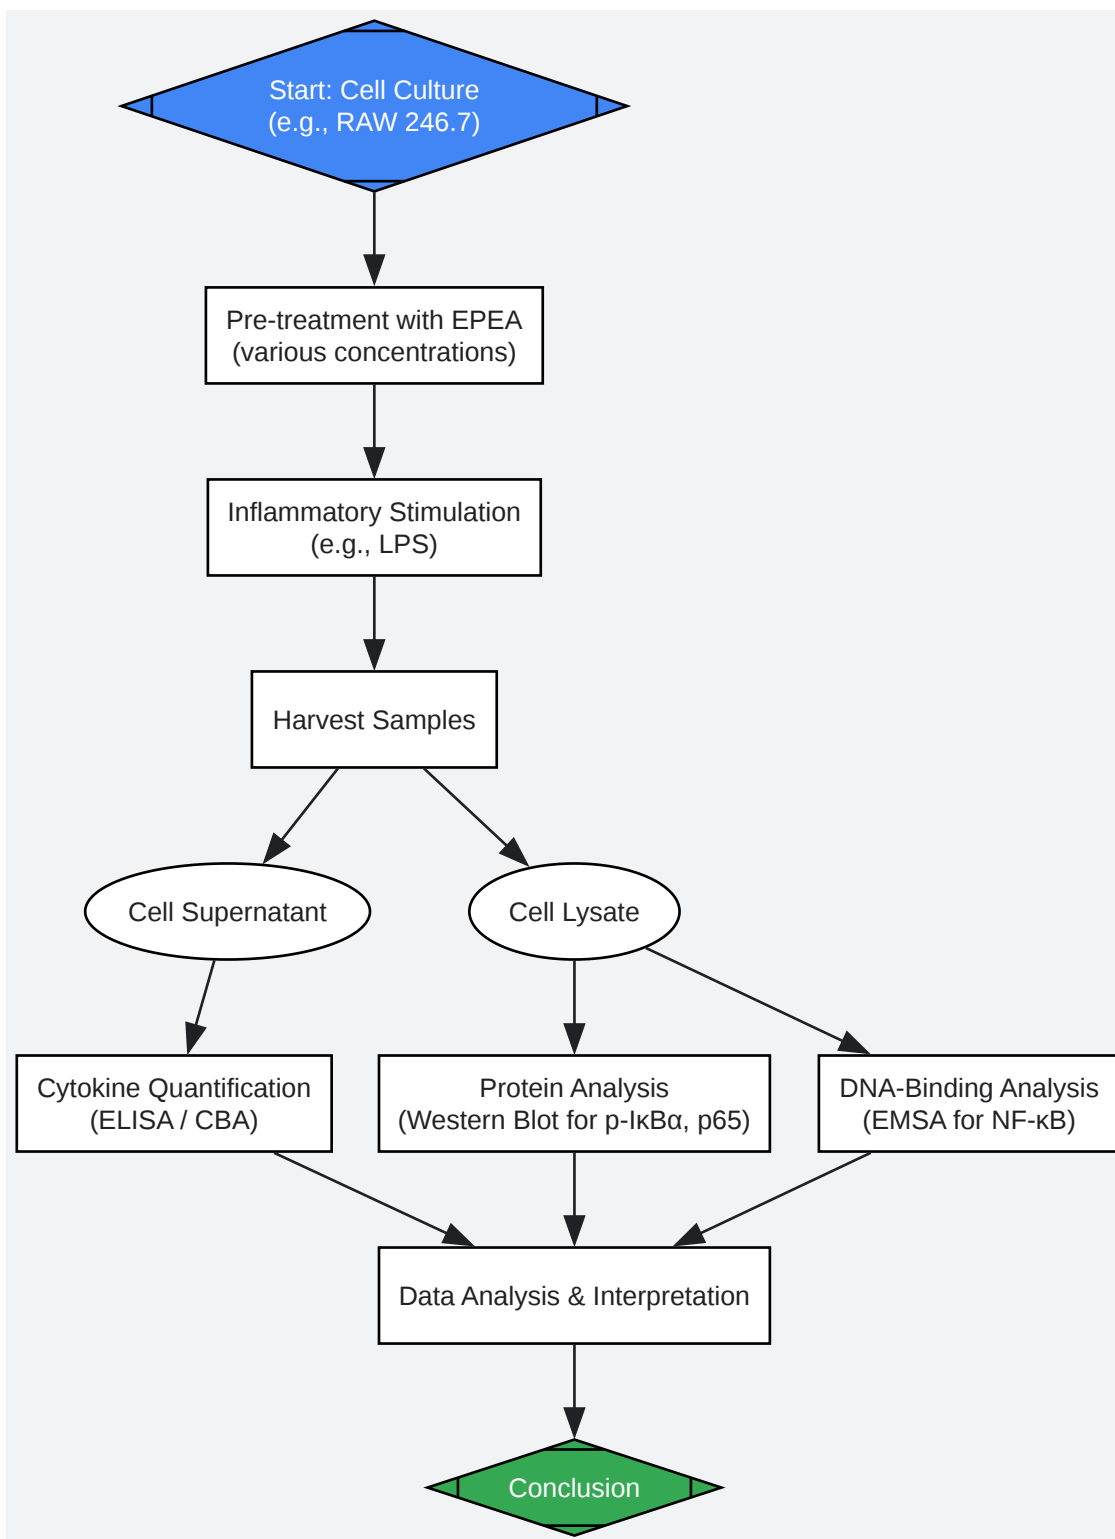 Start: Cell Culture
(e.g., RAW 246.7)
Pre-treatment with EPEA
(various concentrations)
Inflammatory Stimulation
(e.g., LPS)
Harvest Samples
Cell Supernatant
Cell Lysate
Cytokine Quantification
(ELISA / CBA)
Protein Analysis
(Western Blot for p-IκBα, p65)
DNA-Binding Analysis
(EMSA for NF-κB)
Data Analysis & Interpretation
Conclusion